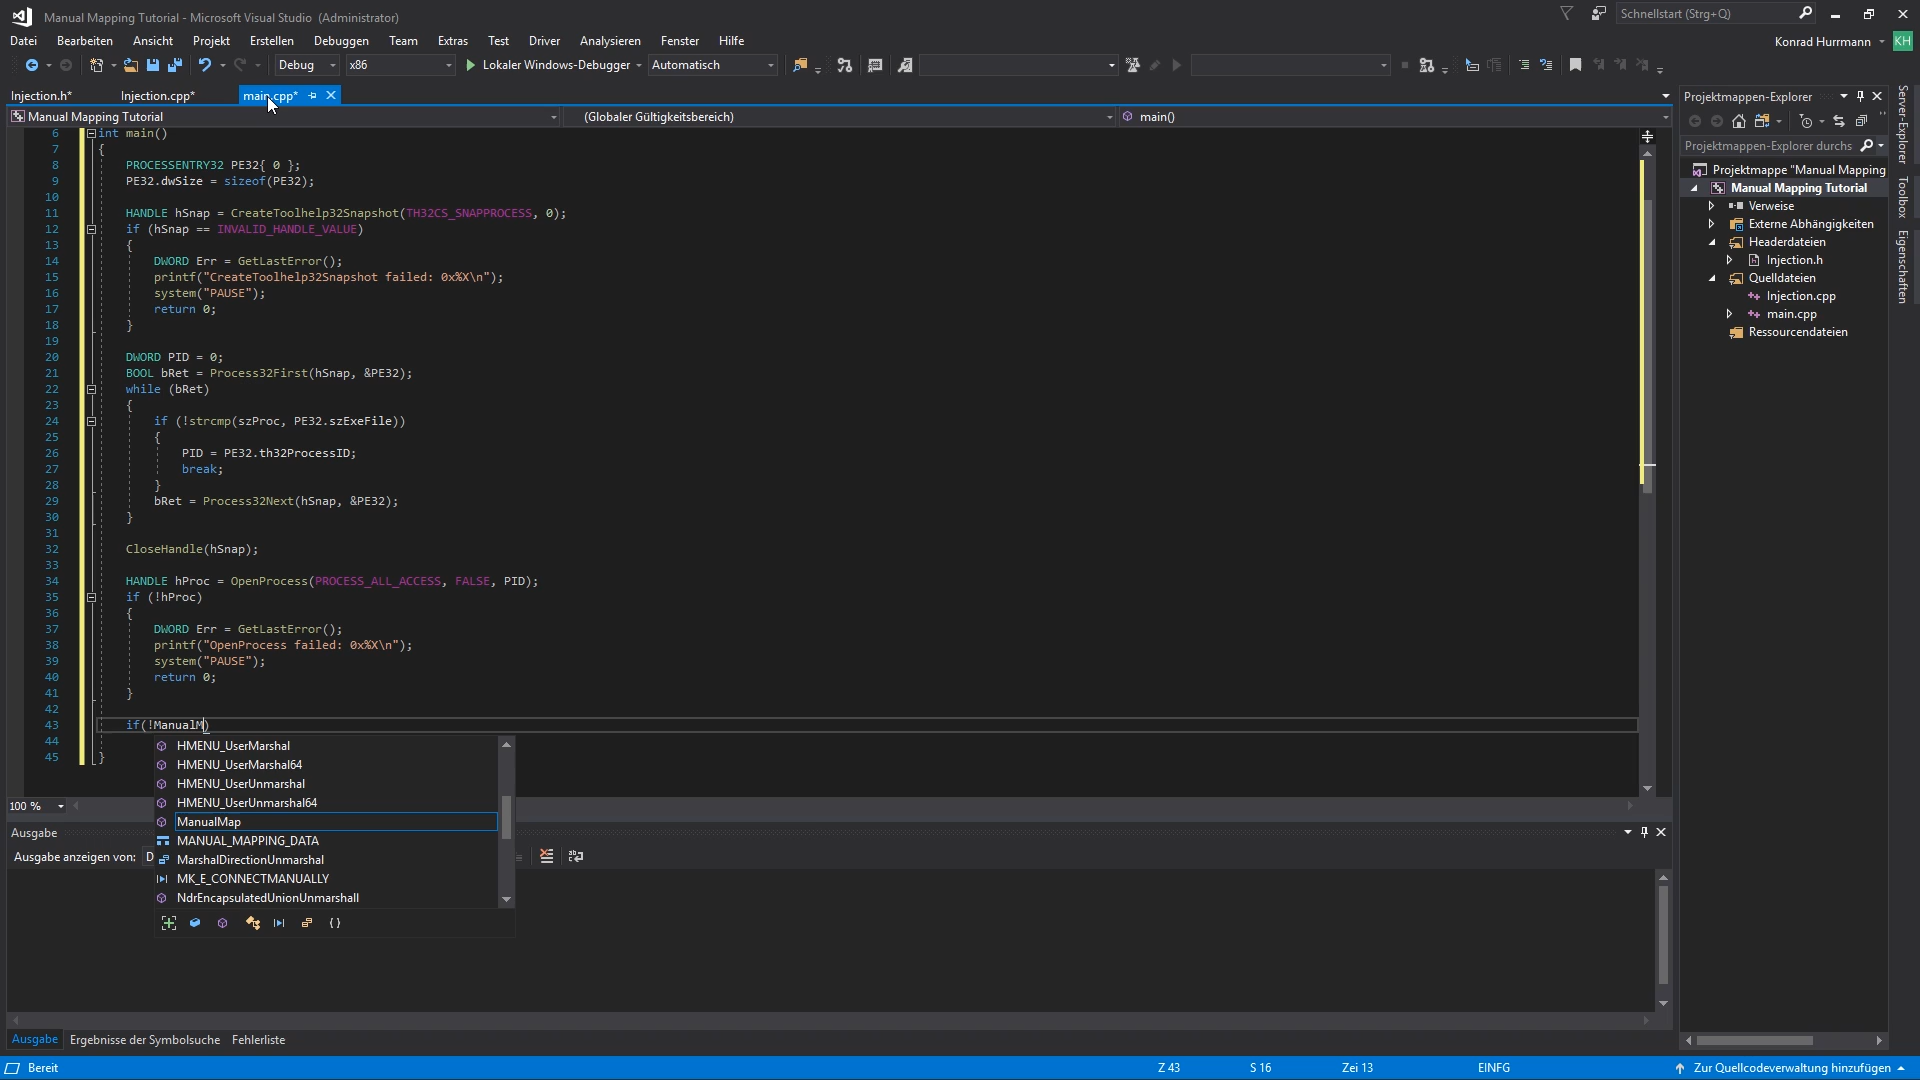 Manual Mapping Tutorial - Microsoft Visual Studio (Administrator)
Schnellstart (Strg+Q)
Datei Bearbeiten Ansicht Projekt Erstellen Debuggen Team Extras Test Driver Analysieren Fenster Hilfe
Konrad Hurrmann KH
Debug x86 Lokaler Windows-Debugger Automatisch
Injection.h* Injection.cpp* main.cpp*
Manual Mapping Tutorial (Globaler Gültigkeitsbereich) main()
6 int main()
7 {
8 PROCESSENTRY32 PE32{ 0 };
9 PE32.dwSize = sizeof(PE32);
10
11 HANDLE hSnap = CreateToolhelp32Snapshot(TH32CS_SNAPPROCESS, 0);
12 if (hSnap == INVALID_HANDLE_VALUE)
13 {
14 DWORD Err = GetLastError();
15 printf("CreateToolhelp32Snapshot failed: 0x%X\n");
16 system("PAUSE");
17 return 0;
18 }
19
20 DWORD PID = 0;
21 BOOL bRet = Process32First(hSnap, &PE32);
22 while (bRet)
23 {
24 if (!strcmp(szProc, PE32.szExeFile))
25 {
26 PID = PE32.th32ProcessID;
27 break;
28 }
29 bRet = Process32Next(hSnap, &PE32);
30 }
31
32 CloseHandle(hSnap);
33
34 HANDLE hProc = OpenProcess(PROCESS_ALL_ACCESS, FALSE, PID);
35 if (!hProc)
36 {
37 DWORD Err = GetLastError();
38 printf("OpenProcess failed: 0x%X\n");
39 system("PAUSE");
40 return 0;
41 }
42
43 if(!ManualM)
44
45 }
HMENU_UserMarshal
HMENU_UserMarshal64
HMENU_UserUnmarshal
HMENU_UserUnmarshal64
ManualMap
MANUAL_MAPPING_DATA
MarshalDirectionUnmarshal
MK_E_CONNECTMANUALLY
NdrEncapsulatedUnionUnmarshall
100 %
Ausgabe
Ausgabe anzeigen von: D
Ausgabe Ergebnisse der Symbolsuche Fehlerliste
Projektmappen-Explorer
Projektmappen-Explorer durchs
Projektmappe "Manual Mapping
Manual Mapping Tutorial
Verweise
Externe Abhängigkeiten
Headerdateien
Injection.h
Quelldateien
Injection.cpp
main.cpp
Ressourcendateien
Server-Explorer
Toolbox
Eigenschaften
Bereit Z 43 S 16 Zei 13 EINFG Zur Quellcodeverwaltung hinzufügen